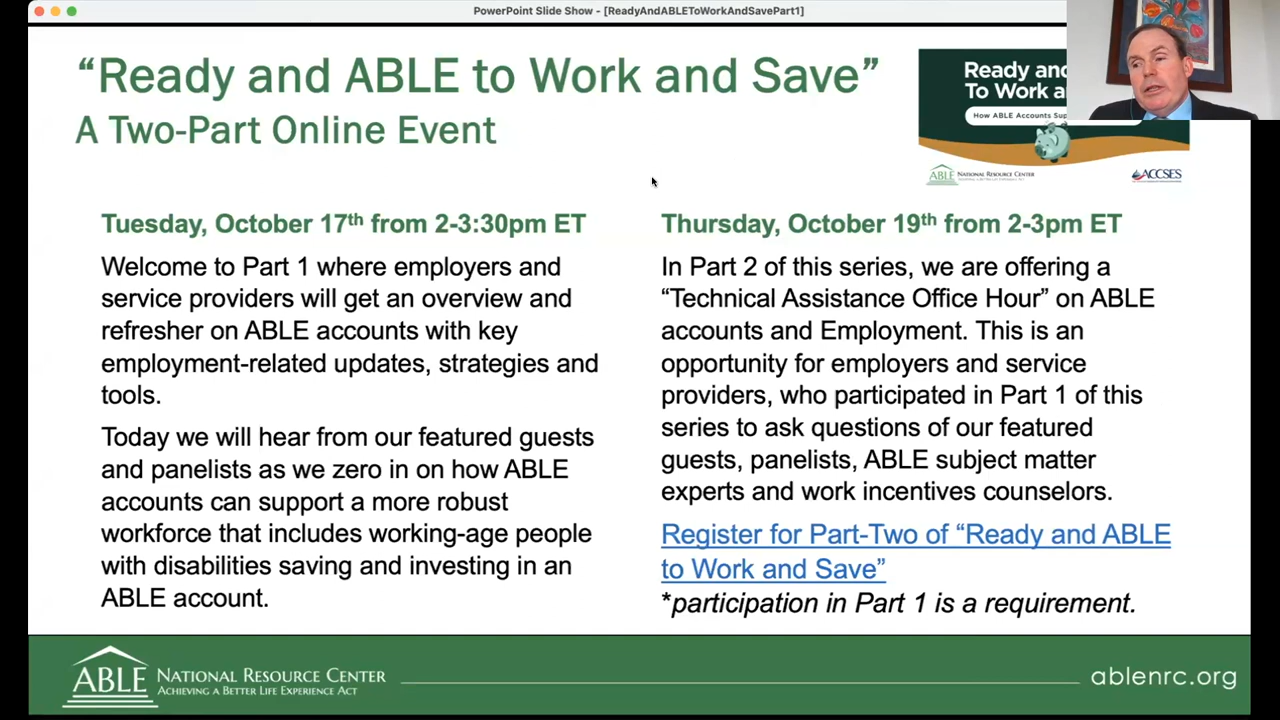 PowerPoint Slide Show - [ReadyAndABLEToWorkAndSavePart1]
“Ready and ABLE to Work and Save”
A Two-Part Online Event
Ready and
To Work a
How ABLE Accounts Sup
ABLE NATIONAL RESOURCE CENTER
ACCSES
Tuesday, October 17th from 2-3:30pm ET
Welcome to Part 1 where employers and
service providers will get an overview and
refresher on ABLE accounts with key
employment-related updates, strategies and
tools.
Today we will hear from our featured guests
and panelists as we zero in on how ABLE
accounts can support a more robust
workforce that includes working-age people
with disabilities saving and investing in an
ABLE account.
Thursday, October 19th from 2-3pm ET
In Part 2 of this series, we are offering a
“Technical Assistance Office Hour” on ABLE
accounts and Employment. This is an
opportunity for employers and service
providers, who participated in Part 1 of this
series to ask questions of our featured
guests, panelists, ABLE subject matter
experts and work incentives counselors.
Register for Part-Two of “Ready and ABLE
to Work and Save”
*participation in Part 1 is a requirement.
ABLE NATIONAL RESOURCE CENTER
ACHIEVING A BETTER LIFE EXPERIENCE ACT
ablenrc.org